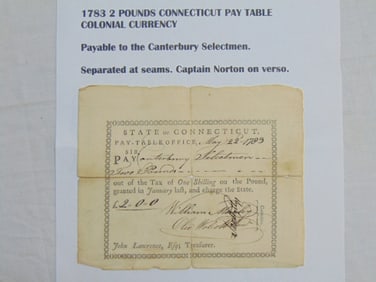 1783 2 POUNDS CONNECTICUT PAY TABLE
COLONIAL CURRENCY
Payable to the Canterbury Selectmen.
Separated at seams. Captain Norton on verso.
STATE of CONNECTICUT.
PAY-TABLE OFFICE, May 22d 1783
SIR,
PAY Canterbury Selectmen
Two Pounds
out of the Tax of One Shilling on the Pound,
granted in January last, and charge the State.
£ 2-0-0
William
John Lawrence, Esq; Treasurer.